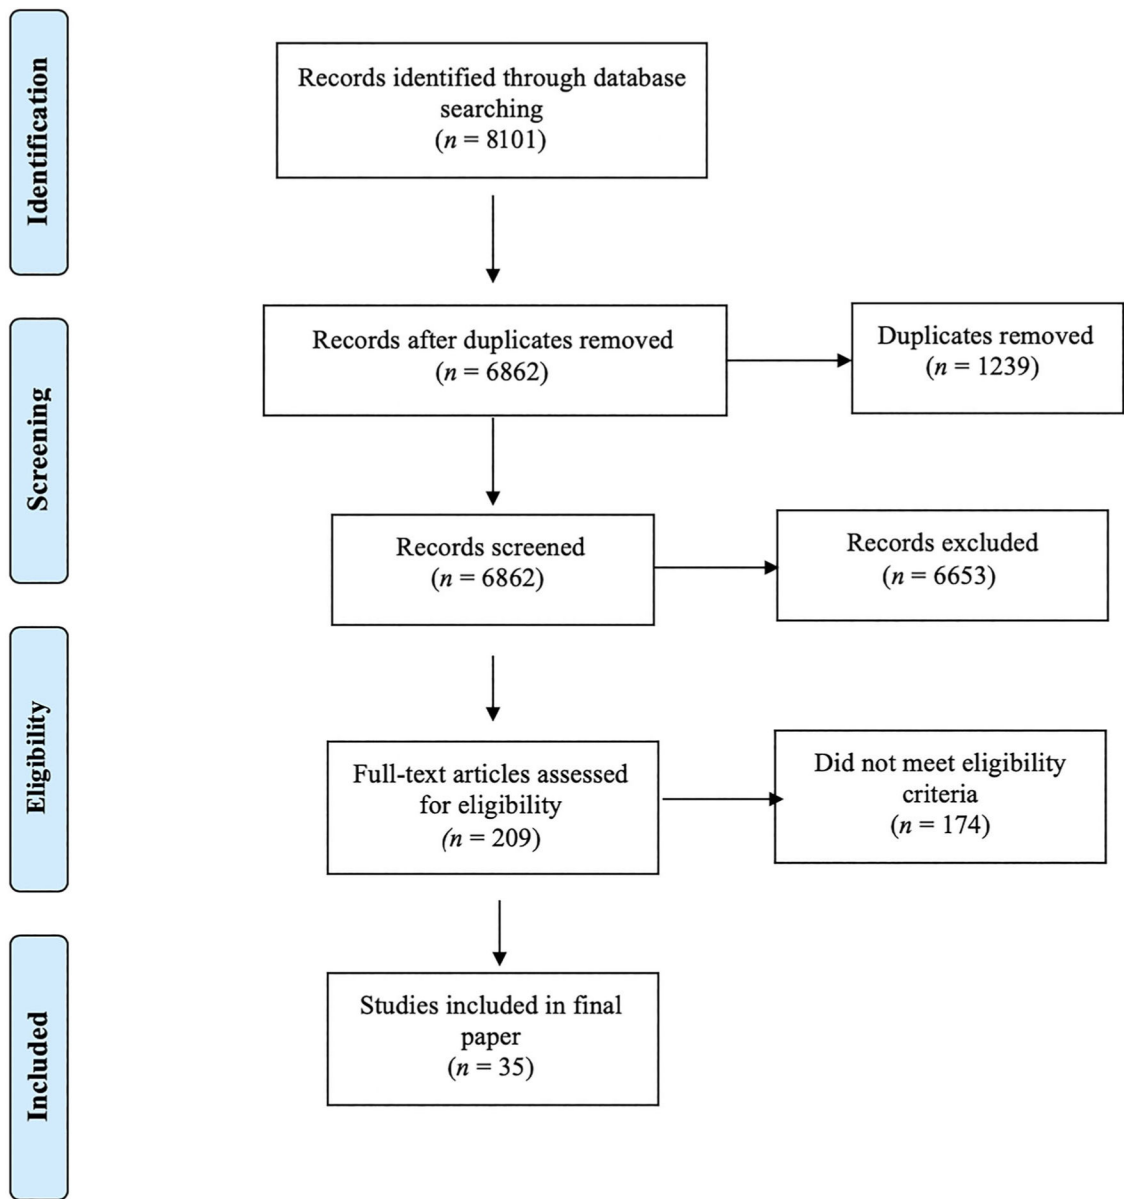 Identification
Records identified through database
searching
(n = 8101)
Screening
Records after duplicates removed
(n = 6862)
Duplicates removed
(n = 1239)
Records screened
(n = 6862)
Records excluded
(n = 6653)
Eligibility
Full-text articles assessed
for eligibility
(n = 209)
Did not meet eligibility
criteria
(n = 174)
Included
Studies included in final
paper
(n = 35)